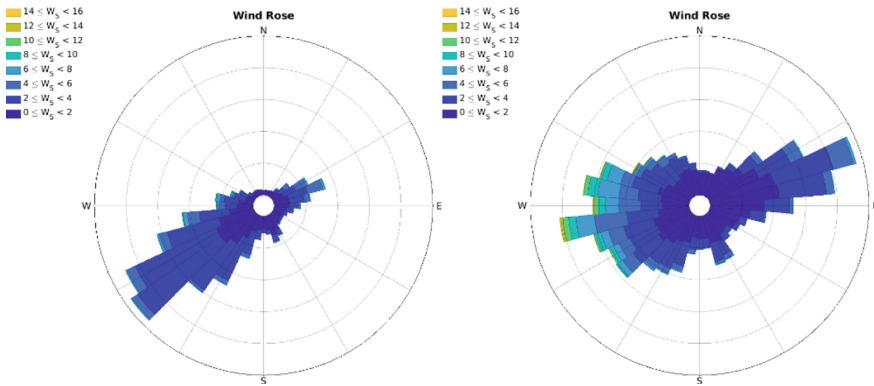 14 ≤ W_S < 16
12 ≤ W_S < 14
10 ≤ W_S < 12
8 ≤ W_S < 10
6 ≤ W_S < 8
4 ≤ W_S < 6
2 ≤ W_S < 4
0 ≤ W_S < 2
Wind Rose
N
W
E
S
14 ≤ W_S < 16
12 ≤ W_S < 14
10 ≤ W_S < 12
8 ≤ W_S < 10
6 ≤ W_S < 8
4 ≤ W_S < 6
2 ≤ W_S < 4
0 ≤ W_S < 2
Wind Rose
N
W
S